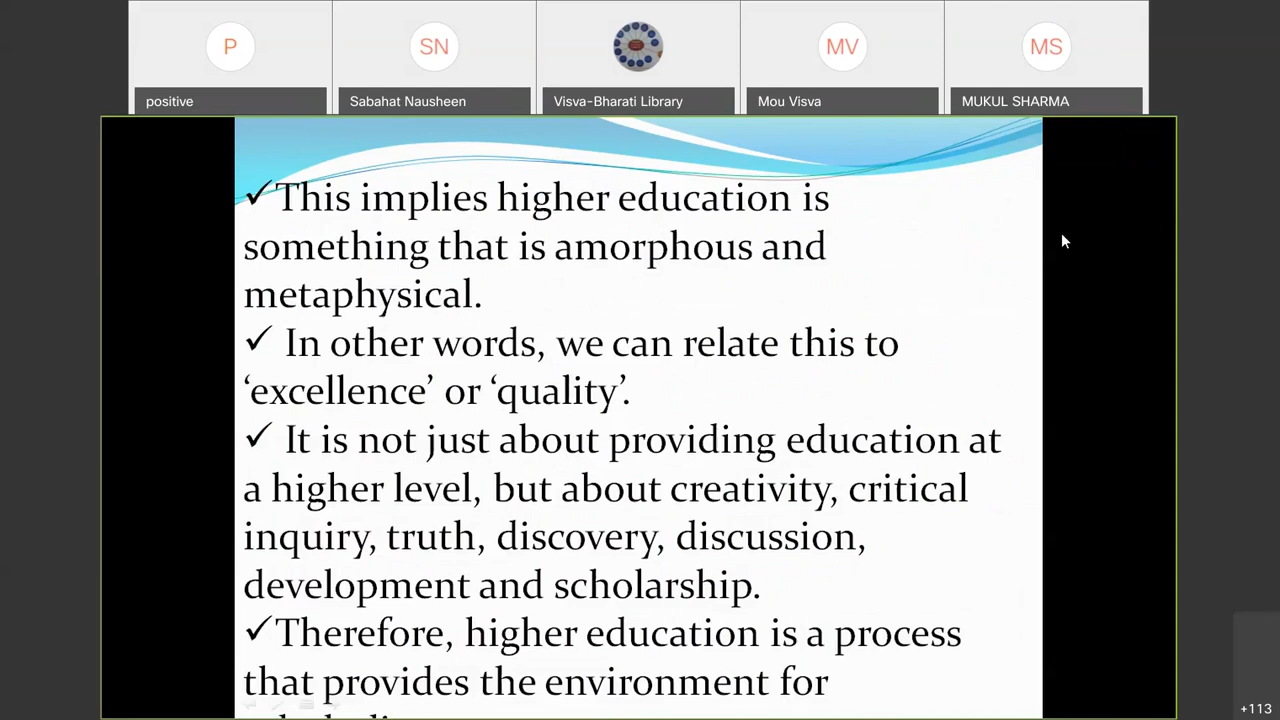 P
SN
MV
MS
positive
Sabahat Nausheen
Visva-Bharati Library
Mou Visva
MUKUL SHARMA
✓This implies higher education is
something that is amorphous and
metaphysical.
✓ In other words, we can relate this to
‘excellence’ or ‘quality’.
✓ It is not just about providing education at
a higher level, but about creativity, critical
inquiry, truth, discovery, discussion,
development and scholarship.
✓Therefore, higher education is a process
that provides the environment for
+113